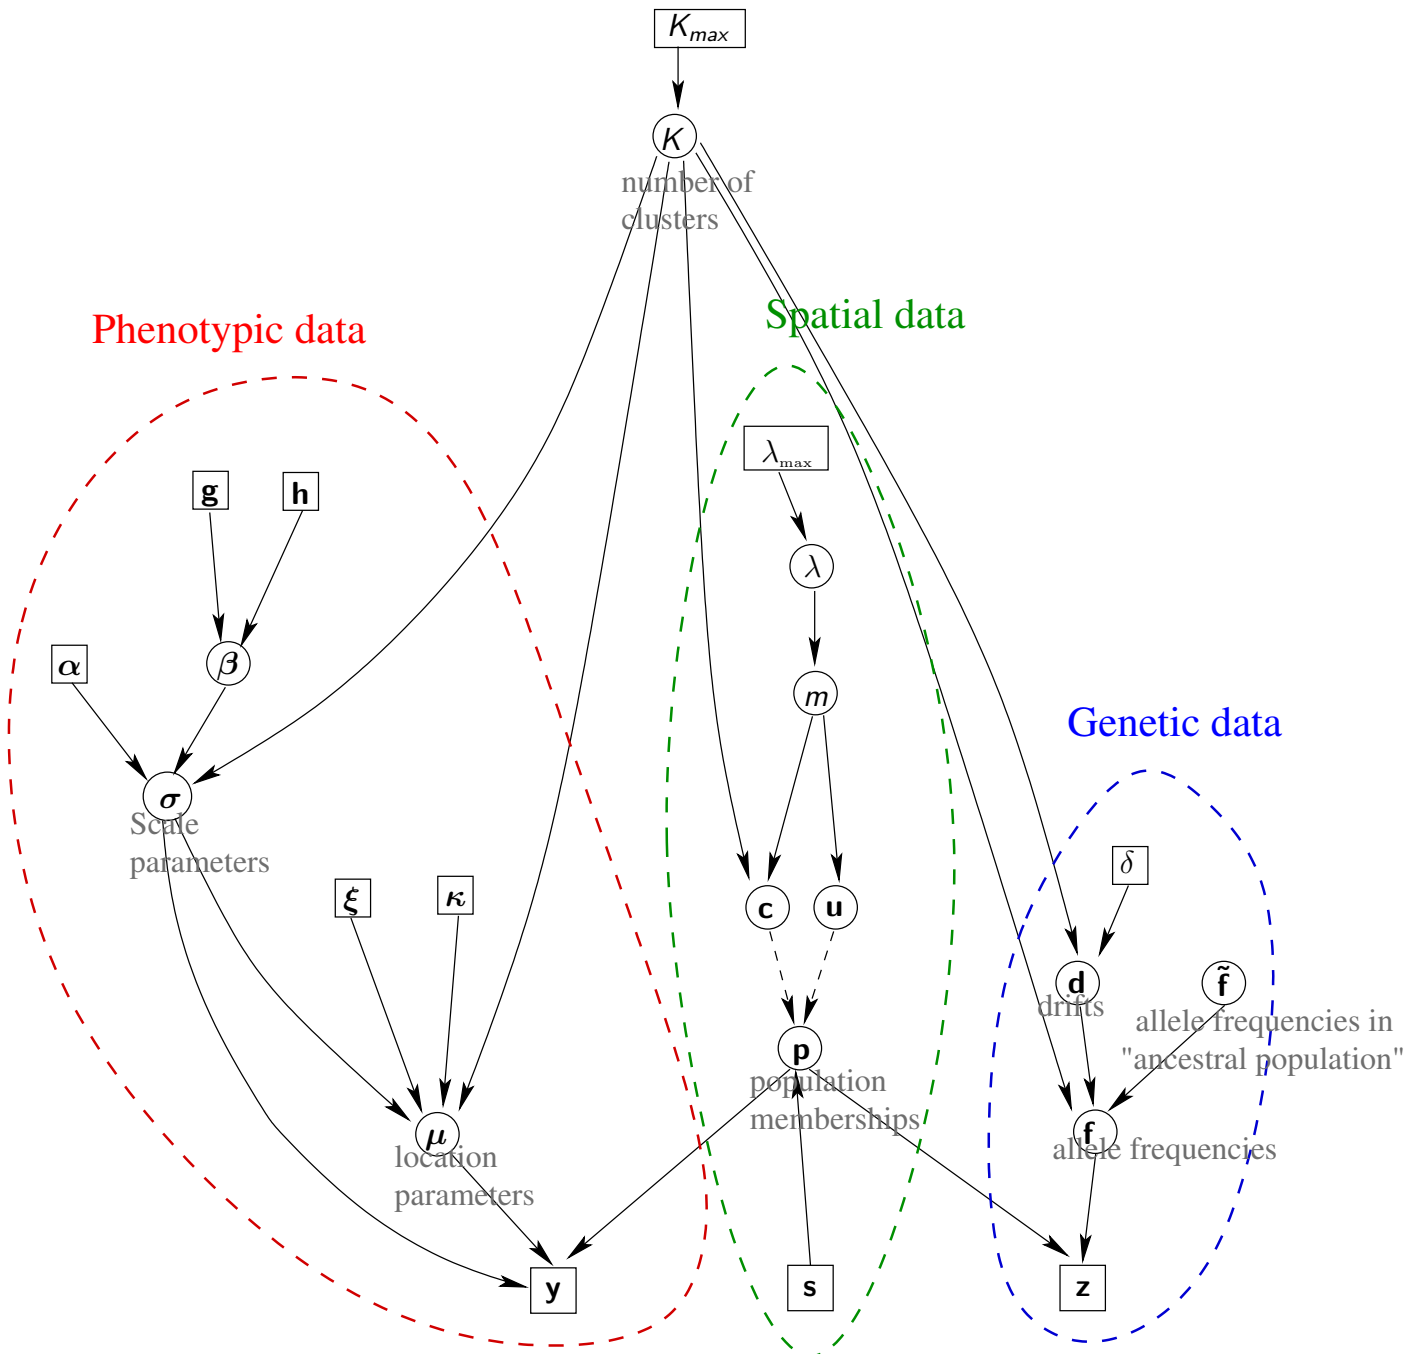 K_max
K
number of
clusters
Spatial data
Phenotypic data
λ_max
g
h
λ
β
α
m
Genetic data
σ
Scale
parameters
δ
ξ
κ
c
u
d
drifts
f̃
allele frequencies in
"ancestral population"
p
population
memberships
μ
location
parameters
f
allele frequencies
y
s
z